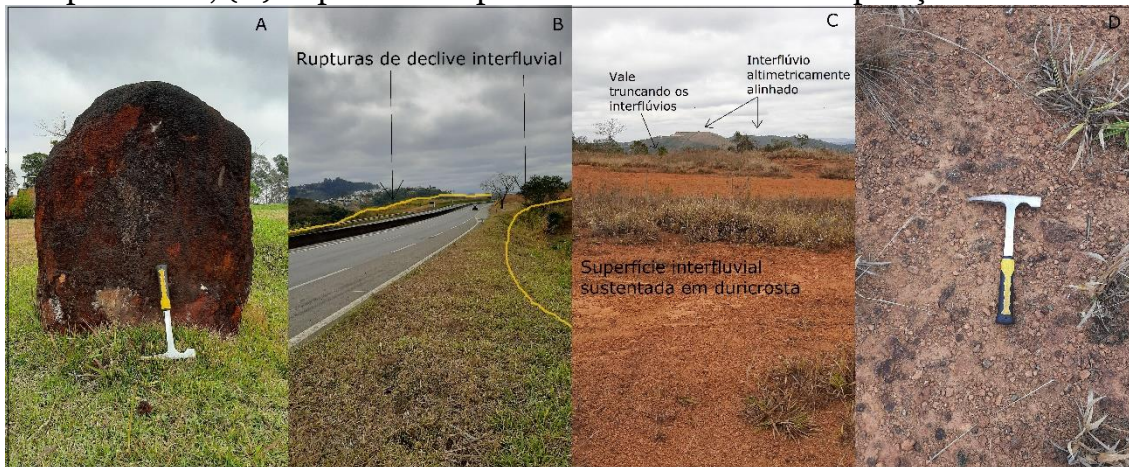 A
B
Rupturas de declive interfluvial
C
Vale
truncando os
interflúvios
Interflúvio
altimetricamente
alinhado
Superfície interfluvial
sustentada em duricrosta
D